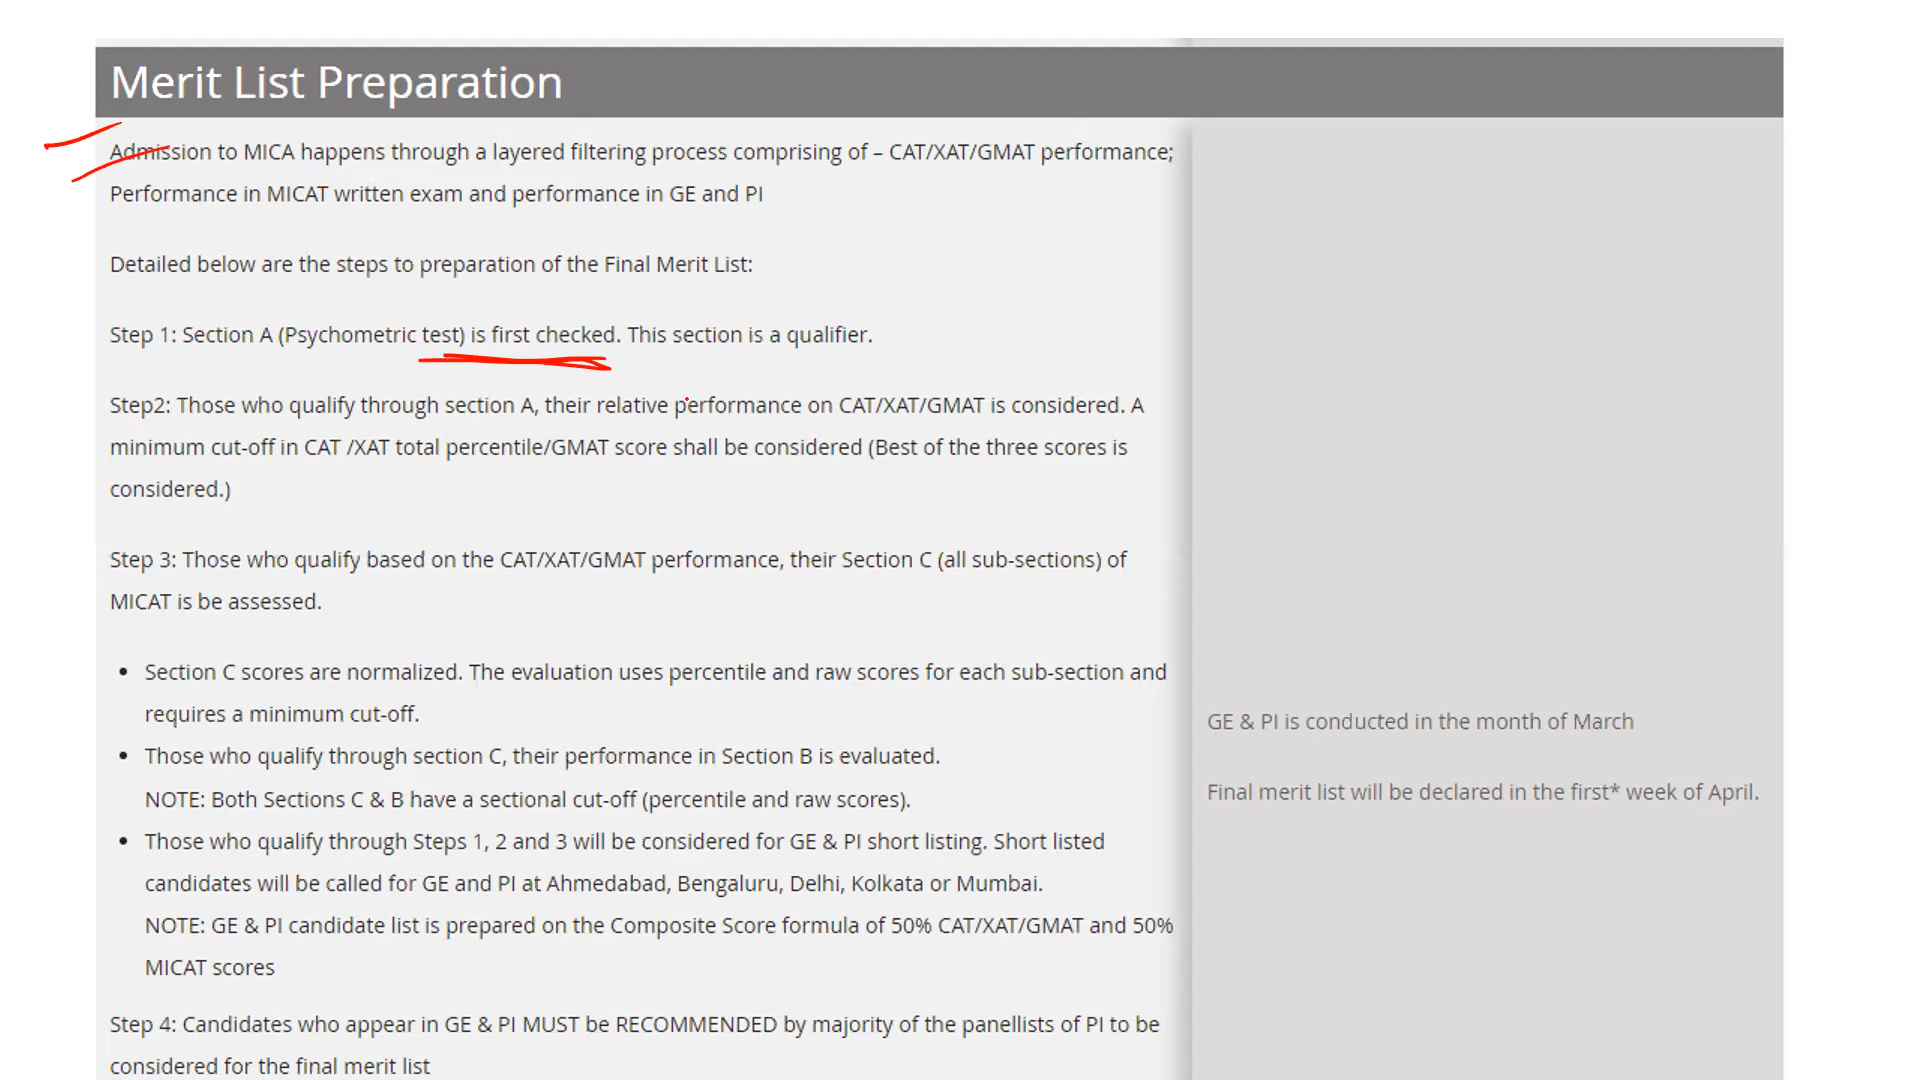 Merit List Preparation
Admission to MICA happens through a layered filtering process comprising of – CAT/XAT/GMAT performance;
Performance in MICAT written exam and performance in GE and PI
Detailed below are the steps to preparation of the Final Merit List:
Step 1: Section A (Psychometric test) is first checked. This section is a qualifier.
Step2: Those who qualify through section A, their relative performance on CAT/XAT/GMAT is considered. A
minimum cut-off in CAT /XAT total percentile/GMAT score shall be considered (Best of the three scores is
considered.)
Step 3: Those who qualify based on the CAT/XAT/GMAT performance, their Section C (all sub-sections) of
MICAT is be assessed.
• Section C scores are normalized. The evaluation uses percentile and raw scores for each sub-section and
requires a minimum cut-off.
• Those who qualify through section C, their performance in Section B is evaluated.
NOTE: Both Sections C & B have a sectional cut-off (percentile and raw scores).
• Those who qualify through Steps 1, 2 and 3 will be considered for GE & PI short listing. Short listed
candidates will be called for GE and PI at Ahmedabad, Bengaluru, Delhi, Kolkata or Mumbai.
NOTE: GE & PI candidate list is prepared on the Composite Score formula of 50% CAT/XAT/GMAT and 50%
MICAT scores
Step 4: Candidates who appear in GE & PI MUST be RECOMMENDED by majority of the panellists of PI to be
considered for the final merit list
GE & PI is conducted in the month of March
Final merit list will be declared in the first* week of April.